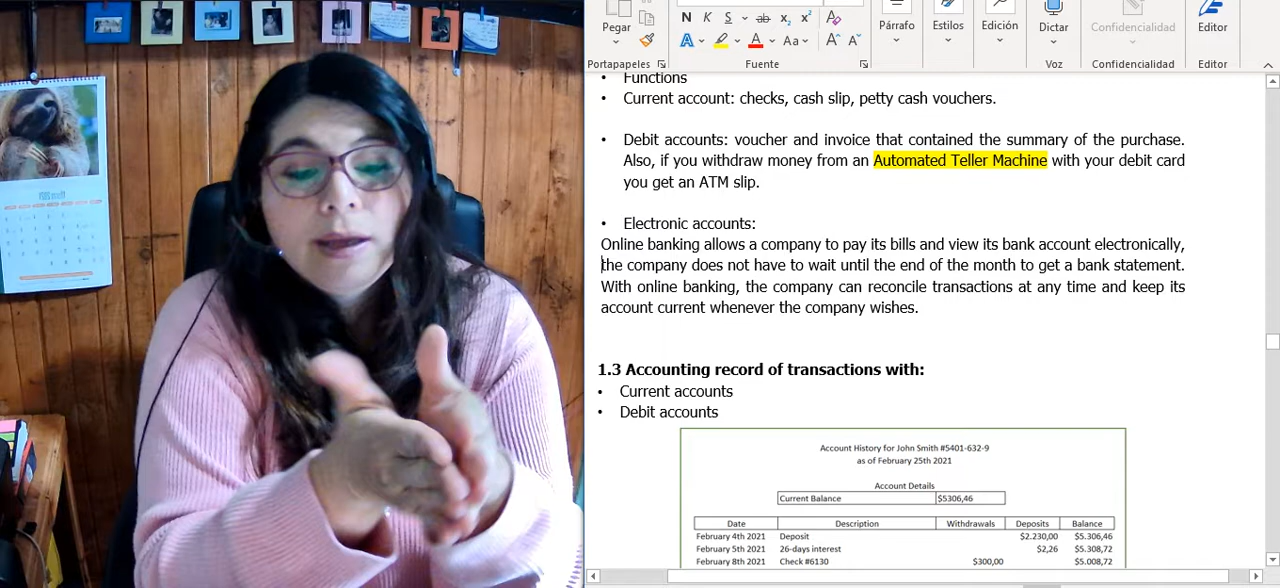 Pegar
N K S ab x₂ x²
A A Aa A A
Párrafo
Estilos
Edición
Dictar
Confidencialidad
Editor
Portapapeles
Fuente
Voz
Confidencialidad
Editor
• Functions
• Current account: checks, cash slip, petty cash vouchers.
• Debit accounts: voucher and invoice that contained the summary of the purchase.
Also, if you withdraw money from an Automated Teller Machine with your debit card
you get an ATM slip.
• Electronic accounts:
Online banking allows a company to pay its bills and view its bank account electronically,
the company does not have to wait until the end of the month to get a bank statement.
With online banking, the company can reconcile transactions at any time and keep its
account current whenever the company wishes.
1.3 Accounting record of transactions with:
• Current accounts
• Debit accounts
Account History for John Smith #5401-632-9
as of February 25th 2021
Account Details
Current Balance $5306,46
Date Description Withdrawals Deposits Balance
February 4th 2021 Deposit $2.230,00 $5.306,46
February 5th 2021 26-days interest $2,26 $5.308,72
February 8th 2021 Check #6130 $300,00 $5.008,72